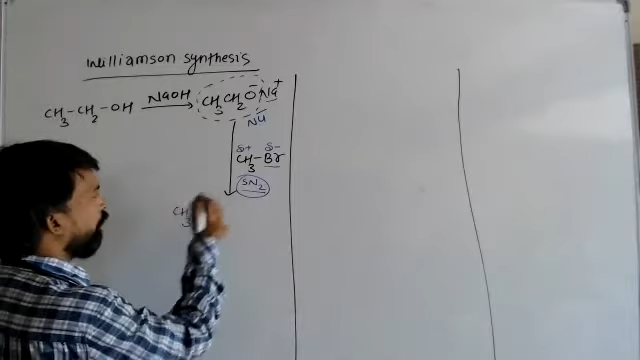 Williamson synthesis
CH₃-CH₂-OH NaOH CH₃CH₂O⁻Na⁺
Nu
δ+ δ-
CH₃-Br
SN₂
CH₃